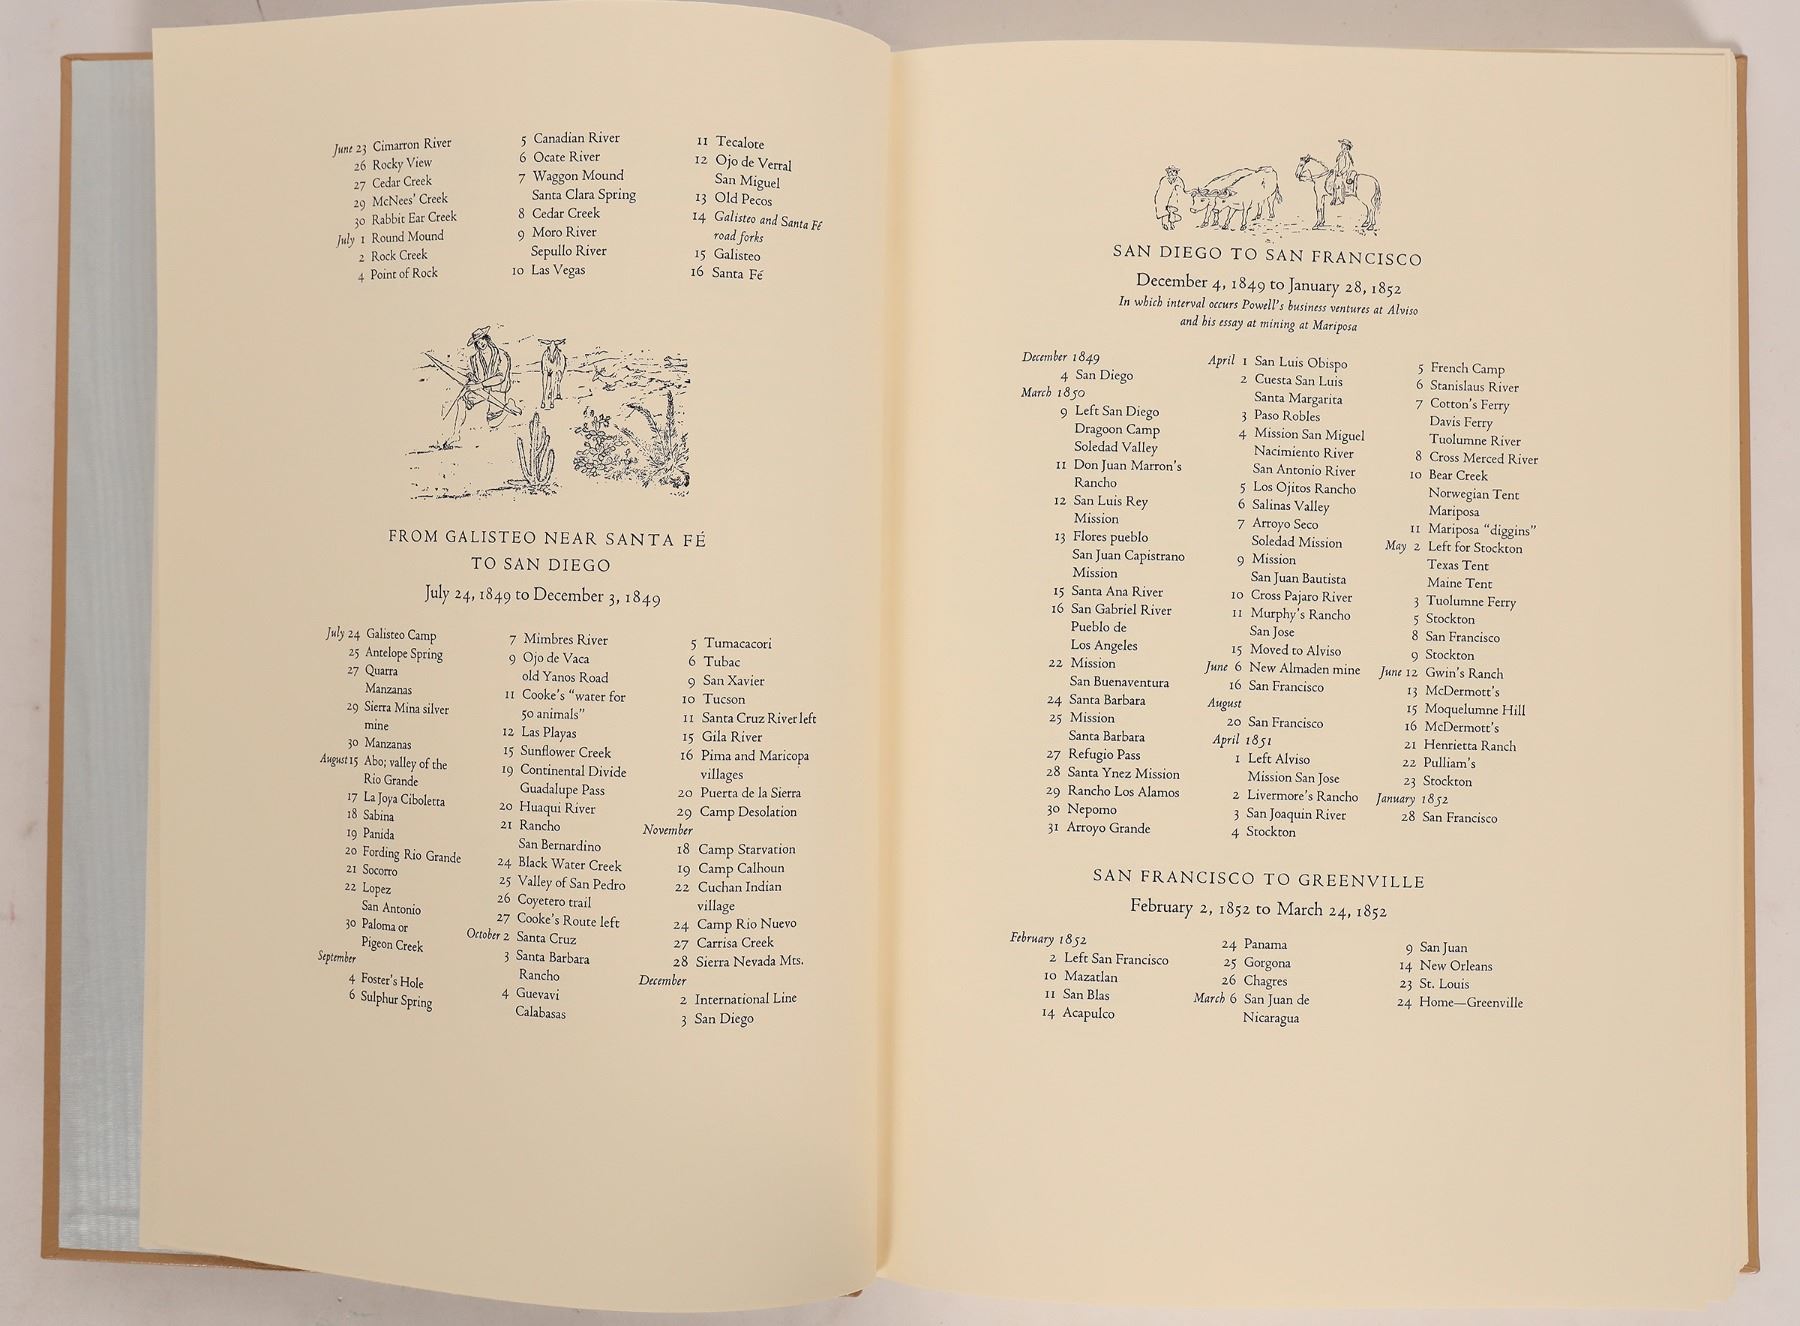 June 23 Cimarron River
26 Rocky View
27 Cedar Creek
29 McNees' Creek
30 Rabbit Ear Creek
July 1 Round Mound
2 Rock Creek
4 Point of Rock
5 Canadian River
6 Ocate River
7 Waggon Mound
Santa Clara Spring
8 Cedar Creek
9 Moro River
Sepullo River
10 Las Vegas
11 Tecalote
12 Ojo de Verral
San Miguel
13 Old Pecos
14 Galisteo and Santa Fé
road forks
15 Galisteo
16 Santa Fé
FROM GALISTEO NEAR SANTA FÉ
TO SAN DIEGO
July 24, 1849 to December 3, 1849
July 24 Galisteo Camp
25 Antelope Spring
27 Quarra
Manzanas
29 Sierra Mina silver
mine
30 Manzanas
August 15 Abo; valley of the
Rio Grande
17 La Joya Ciboletta
18 Sabina
19 Panida
20 Fording Rio Grande
21 Socorro
22 Lopez
San Antonio
30 Paloma or
Pigeon Creek
September
4 Foster's Hole
6 Sulphur Spring
7 Mimbres River
9 Ojo de Vaca
old Yanos Road
11 Cooke's "water for
50 animals"
12 Las Playas
15 Sunflower Creek
19 Continental Divide
Guadalupe Pass
20 Huaqui River
21 Rancho
San Bernardino
24 Black Water Creek
25 Valley of San Pedro
26 Coyetero trail
27 Cooke's Route left
October 2 Santa Cruz
3 Santa Barbara
Rancho
4 Guevavi
Calabasas
5 Tumacacori
6 Tubac
9 San Xavier
10 Tucson
11 Santa Cruz River left
15 Gila River
16 Pima and Maricopa
villages
20 Puerta de la Sierra
29 Camp Desolation
November
18 Camp Starvation
19 Camp Calhoun
22 Cuchan Indian
village
24 Camp Rio Nuevo
27 Carrisa Creek
28 Sierra Nevada Mts.
December
2 International Line
3 San Diego
SAN DIEGO TO SAN FRANCISCO
December 4, 1849 to January 28, 1852
In which interval occurs Powell's business ventures at Alviso
and his essay at mining at Mariposa
December 1849
4 San Diego
March 1850
9 Left San Diego
Dragoon Camp
Soledad Valley
11 Don Juan Marron's
Rancho
12 San Luis Rey
Mission
13 Flores pueblo
San Juan Capistrano
Mission
15 Santa Ana River
16 San Gabriel River
Pueblo de
Los Angeles
22 Mission
San Buenaventura
24 Santa Barbara
25 Mission
Santa Barbara
27 Refugio Pass
28 Santa Ynez Mission
29 Rancho Los Alamos
30 Nepomo
31 Arroyo Grande
April 1 San Luis Obispo
2 Cuesta San Luis
Santa Margarita
3 Paso Robles
4 Mission San Miguel
Nacimiento River
San Antonio River
5 Los Ojitos Rancho
6 Salinas Valley
7 Arroyo Seco
Soledad Mission
9 Mission
San Juan Bautista
10 Cross Pajaro River
11 Murphy's Rancho
San Jose
15 Moved to Alviso
June 6 New Almaden mine
16 San Francisco
August
20 San Francisco
April 1851
1 Left Alviso
Mission San Jose
2 Livermore's Rancho
3 San Joaquin River
4 Stockton
5 French Camp
6 Stanislaus River
7 Cotton's Ferry
Davis Ferry
Tuolumne River
8 Cross Merced River
10 Bear Creek
Norwegian Tent
Mariposa
11 Mariposa "diggins"
May 2 Left for Stockton
Texas Tent
Maine Tent
3 Tuolumne Ferry
5 Stockton
8 San Francisco
9 Stockton
June 12 Gwin's Ranch
13 McDermott's
15 Moquelumne Hill
16 McDermott's
21 Henrietta Ranch
22 Pulliam's
23 Stockton
January 1852
28 San Francisco
SAN FRANCISCO TO GREENVILLE
February 2, 1852 to March 24, 1852
February 1852
2 Left San Francisco
10 Mazatlan
11 San Blas
14 Acapulco
24 Panama
25 Gorgona
26 Chagres
March 6 San Juan de
Nicaragua
9 San Juan
14 New Orleans
23 St. Louis
24 Home—Greenville